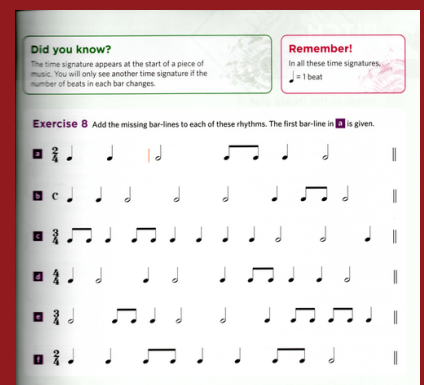 Did you know?
The time signature appears at the start of a piece of
music. You will only see another time signature if the
number of beats in each bar changes.
Remember!
In all these time signatures,
♩ = 1 beat
Exercise 8 Add the missing bar-lines to each of these rhythms. The first bar-line in a is given.
a 2/4
b C
c 3/4
d 4/4
e 3/4
f 2/4